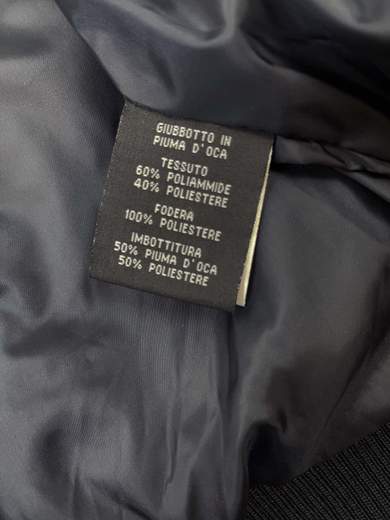 GIUBBOTTO IN
PIUMA D'OCA
TESSUTO
60% POLIAMMIDE
40% POLIESTERE
FODERA
100% POLIESTERE
IMBOTTITURA
50% PIUMA D'OCA
50% POLIESTERE